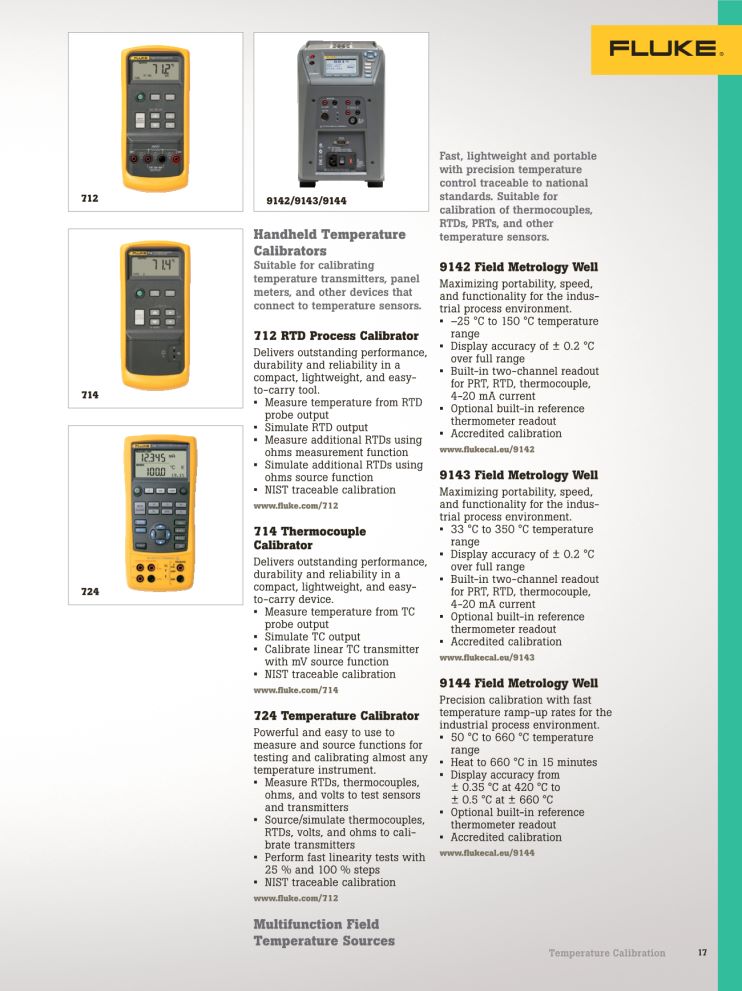 FLUKE®
712
9142/9143/9144
714
724
Handheld Temperature
Calibrators
Suitable for calibrating
temperature transmitters, panel
meters, and other devices that
connect to temperature sensors.
712 RTD Process Calibrator
Delivers outstanding performance,
durability and reliability in a
compact, lightweight, and easy-
to-carry tool.
▪ Measure temperature from RTD
probe output
▪ Simulate RTD output
▪ Measure additional RTDs using
ohms measurement function
▪ Simulate additional RTDs using
ohms source function
▪ NIST traceable calibration
www.fluke.com/712
714 Thermocouple
Calibrator
Delivers outstanding performance,
durability and reliability in a
compact, lightweight, and easy-
to-carry device.
▪ Measure temperature from TC
probe output
▪ Simulate TC output
▪ Calibrate linear TC transmitter
with mV source function
▪ NIST traceable calibration
www.fluke.com/714
724 Temperature Calibrator
Powerful and easy to use to
measure and source functions for
testing and calibrating almost any
temperature instrument.
▪ Measure RTDs, thermocouples,
ohms, and volts to test sensors
and transmitters
▪ Source/simulate thermocouples,
RTDs, volts, and ohms to cali-
brate transmitters
▪ Perform fast linearity tests with
25 % and 100 % steps
▪ NIST traceable calibration
www.fluke.com/712
Multifunction Field
Temperature Sources
Fast, lightweight and portable
with precision temperature
control traceable to national
standards. Suitable for
calibration of thermocouples,
RTDs, PRTs, and other
temperature sensors.
9142 Field Metrology Well
Maximizing portability, speed,
and functionality for the indus-
trial process environment.
▪ –25 °C to 150 °C temperature
range
▪ Display accuracy of ± 0.2 °C
over full range
▪ Built-in two-channel readout
for PRT, RTD, thermocouple,
4-20 mA current
▪ Optional built-in reference
thermometer readout
▪ Accredited calibration
www.flukecal.eu/9142
9143 Field Metrology Well
Maximizing portability, speed,
and functionality for the indus-
trial process environment.
▪ 33 °C to 350 °C temperature
range
▪ Display accuracy of ± 0.2 °C
over full range
▪ Built-in two-channel readout
for PRT, RTD, thermocouple,
4-20 mA current
▪ Optional built-in reference
thermometer readout
▪ Accredited calibration
www.flukecal.eu/9143
9144 Field Metrology Well
Precision calibration with fast
temperature ramp-up rates for the
industrial process environment.
▪ 50 °C to 660 °C temperature
range
▪ Heat to 660 °C in 15 minutes
▪ Display accuracy from
± 0.35 °C at 420 °C to
± 0.5 °C at ± 660 °C
▪ Optional built-in reference
thermometer readout
▪ Accredited calibration
www.flukecal.eu/9144
Temperature Calibration 17